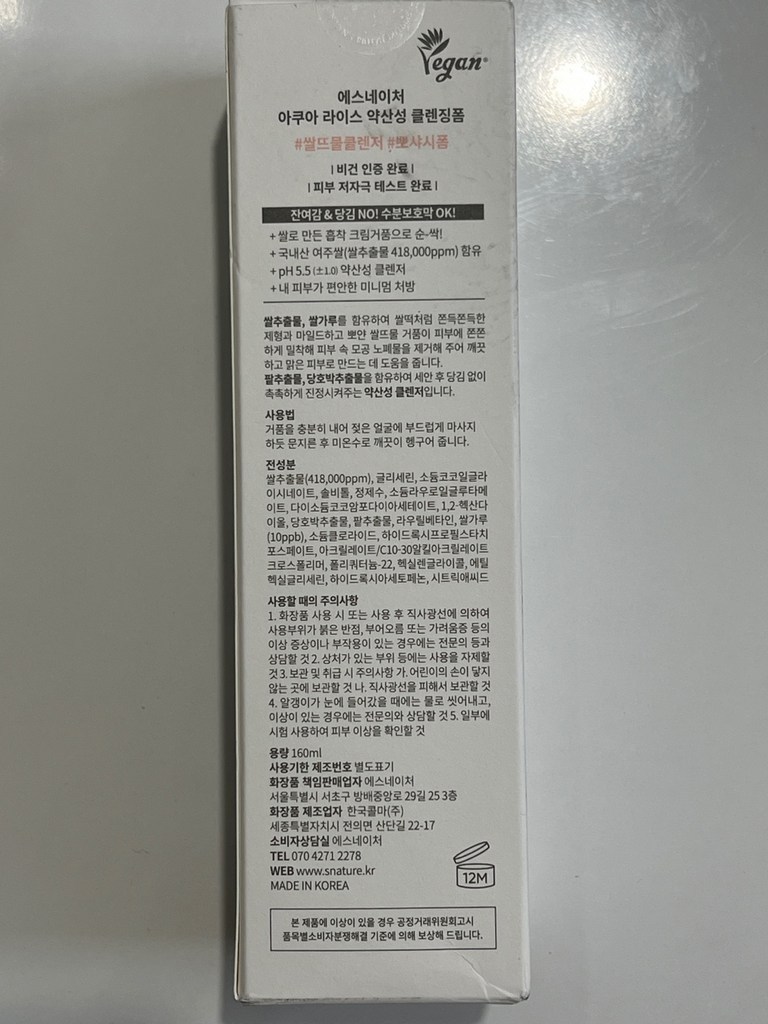 Vegan
에스네이처
아쿠아 라이스 약산성 클렌징폼
#쌀뜨물클렌저 #뽀샤시폼
ㅣ비건 인증 완료ㅣ
ㅣ피부 저자극 테스트 완료ㅣ
잔여감 & 당김 NO! 수분보호막 OK!
+ 쌀로 만든 흡착 크림거품으로 순-싹!
+ 국내산 여주쌀(쌀추출물 418,000ppm) 함유
+ pH 5.5 (±1.0) 약산성 클렌저
+ 내 피부가 편안한 미니멈 처방
쌀추출물, 쌀가루를 함유하여 쌀떡처럼 쫀득쫀득한
제형과 마일드하고 뽀얀 쌀뜨물 거품이 피부에 쫀쫀
하게 밀착해 피부 속 모공 노폐물을 제거해 주어 깨끗
하고 맑은 피부로 만드는 데 도움을 줍니다.
팥추출물, 당호박추출물을 함유하여 세안 후 당김 없이
촉촉하게 진정시켜주는 약산성 클렌저입니다.
사용법
거품을 충분히 내어 젖은 얼굴에 부드럽게 마사지
하듯 문지른 후 미온수로 깨끗이 헹구어 줍니다.
전성분
쌀추출물(418,000ppm), 글리세린, 소듐코코일글라
이시네이트, 솔비톨, 정제수, 소듐라우로일글루타메
이트, 다이소듐코코암포다이아세테이트, 1,2-헥산다
이올, 당호박추출물, 팥추출물, 라우릴베타인, 쌀가루
(10ppb), 소듐클로라이드, 하이드록시프로필스타치
포스페이트, 아크릴레이트/C10-30알킬아크릴레이트
크로스폴리머, 폴리쿼터늄-22, 헥실렌글라이콜, 에틸
헥실글리세린, 하이드록시아세토페논, 시트릭애씨드
사용할 때의 주의사항
1. 화장품 사용 시 또는 사용 후 직사광선에 의하여
사용부위가 붉은 반점, 부어오름 또는 가려움증 등의
이상 증상이나 부작용이 있는 경우에는 전문의 등과
상담할 것 2. 상처가 있는 부위 등에는 사용을 자제할
것 3. 보관 및 취급 시 주의사항 가. 어린이의 손이 닿지
않는 곳에 보관할 것 나. 직사광선을 피해서 보관할 것
4. 알갱이가 눈에 들어갔을 때에는 물로 씻어내고,
이상이 있는 경우에는 전문의와 상담할 것 5. 일부에
시험 사용하여 피부 이상을 확인할 것
용량 160ml
사용기한 제조번호 별도표기
화장품 책임판매업자 에스네이처
서울특별시 서초구 방배중앙로 29길 25 3층
화장품 제조업자 한국콜마(주)
세종특별자치시 전의면 산단길 22-17
소비자상담실 에스네이처
TEL 070 4271 2278
WEB www.snature.kr
MADE IN KOREA
12M
본 제품에 이상이 있을 경우 공정거래위원회고시
품목별소비자분쟁해결 기준에 의해 보상해 드립니다.